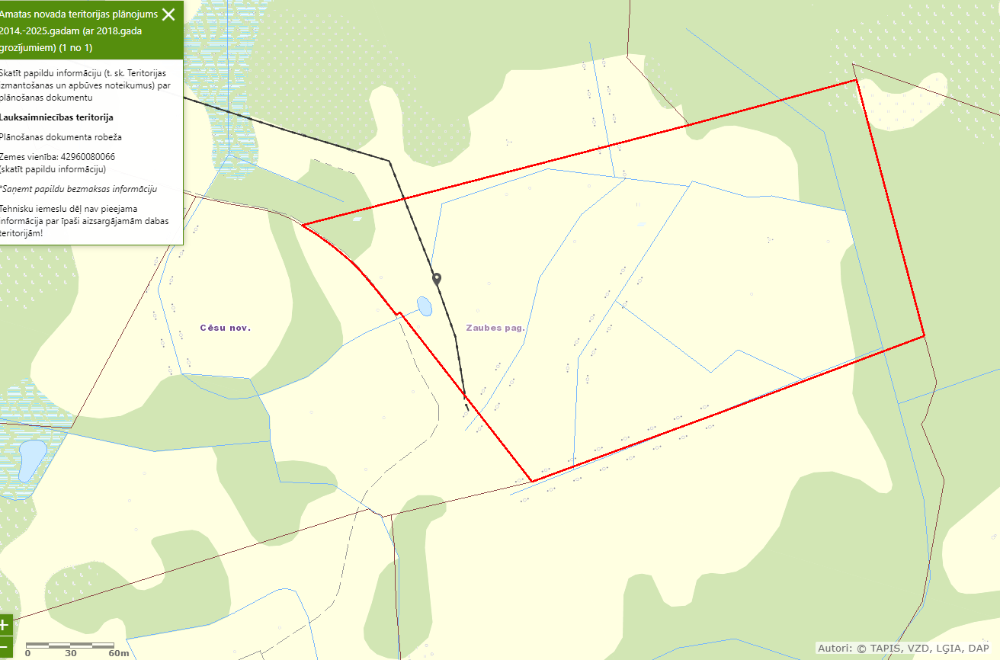 Amatas novada teritorijas plānojums
2014.-2025.gadam (ar 2018.gada
grozījumiem) (1 no 1)
Skatīt papildu informāciju (t. sk. Teritorijas
izmantošanas un apbūves noteikumus) par
plānošanas dokumentu
Lauksaimniecības teritorija
Plānošanas dokumenta robeža
Zemes vienība: 42960080066
(skatīt papildu informāciju)
*Saņemt papildu bezmaksas informāciju
Tehnisku iemeslu dēļ nav pieejama
informācija par īpaši aizsargājamām dabas
teritorijām!
Cēsu nov.
Zaubes pag.
+
−
0 30 60m
Autori: © TAPIS, VZD, LĢIA, DAP